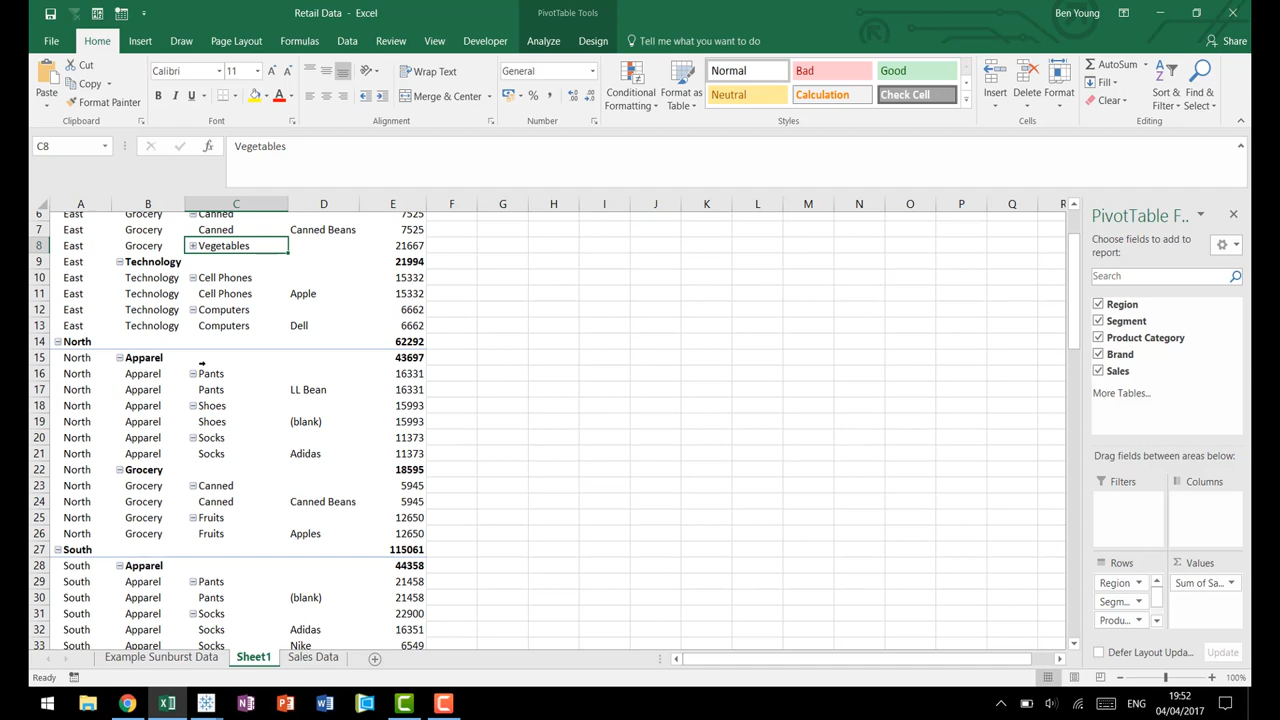 Retail Data - Excel
PivotTable Tools
Ben Young
File
Home
Insert
Draw
Page Layout
Formulas
Data
Review
View
Developer
Analyze
Design
Tell me what you want to do
Share
Paste
Cut
Copy
Format Painter
Clipboard
Calibri
11
B I U
Font
Wrap Text
Merge & Center
Alignment
General
Number
Conditional Formatting
Format as Table
Normal
Bad
Good
Neutral
Calculation
Check Cell
Styles
Insert
Delete
Format
Cells
AutoSum
Fill
Clear
Sort & Filter
Find & Select
Editing
C8
fx
Vegetables
A B C D E F G H I J K L M N O P Q R
6 East Grocery Canned 7525
7 East Grocery Canned Canned Beans 7525
8 East Grocery Vegetables 21667
9 East Technology 21994
10 East Technology Cell Phones 15332
11 East Technology Cell Phones Apple 15332
12 East Technology Computers 6662
13 East Technology Computers Dell 6662
14 North 62292
15 North Apparel 43697
16 North Apparel Pants 16331
17 North Apparel Pants LL Bean 16331
18 North Apparel Shoes 15993
19 North Apparel Shoes (blank) 15993
20 North Apparel Socks 11373
21 North Apparel Socks Adidas 11373
22 North Grocery 18595
23 North Grocery Canned 5945
24 North Grocery Canned Canned Beans 5945
25 North Grocery Fruits 12650
26 North Grocery Fruits Apples 12650
27 South 115061
28 South Apparel 44358
29 South Apparel Pants 21458
30 South Apparel Pants (blank) 21458
31 South Apparel Socks 22900
32 South Apparel Socks Adidas 16351
33 South Apparel Socks Nike 6549
PivotTable F...
Choose fields to add to report:
Search
Region
Segment
Product Category
Brand
Sales
More Tables...
Drag fields between areas below:
Filters
Columns
Rows
Values
Region
Segm...
Produ...
Sum of Sa...
Defer Layout Upda...
Update
Example Sunburst Data
Sheet1
Sales Data
Ready
100%
ENG
19:52
04/04/2017